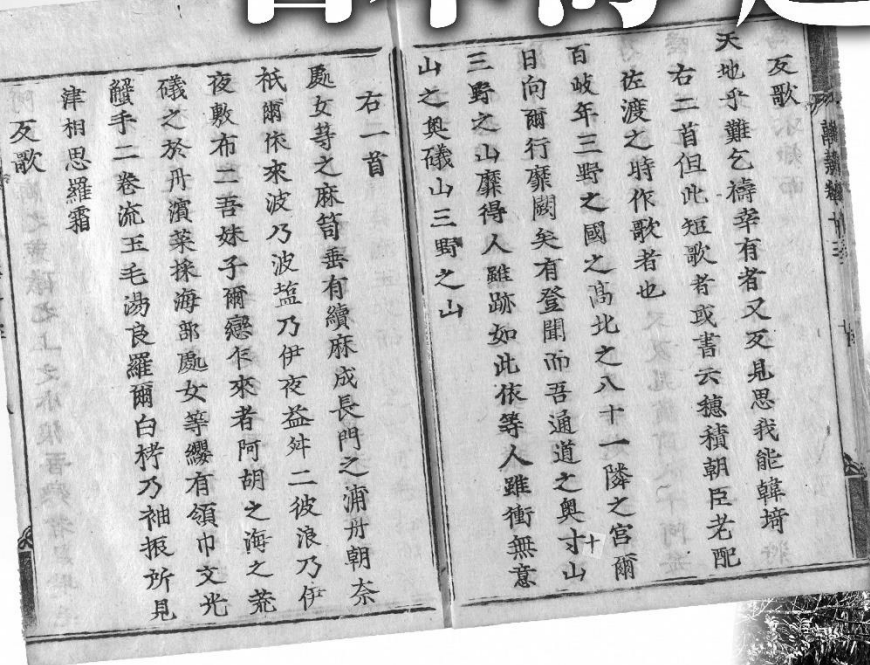 反歌
天地乎難乞禱幸有者又反見思我能韓埼
右二首但此短歌者或書云穗積朝臣老配
佐渡之時作歌者也
百岐年三野之國之高北之八十一隣之宮爾
日向爾行靡闕矣有登聞而吾通道之奥寸山
三野之山靡得人雖跡如此依等人雖衝無意
山之奥礒山三野之山
右一首
處女等之麻笥垂有續麻成長門之浦丹朝奈
祇爾依來波乃波塩乃伊夜益舛二彼浪乃伊
夜敷布二吾妹子爾戀乍來者阿胡之海之荒
礒之於丹濱菜採海部處女等纓有領巾文光
蟹手二卷流玉毛湯良羅爾白栲乃袖振所見
津相思羅霜
反歌